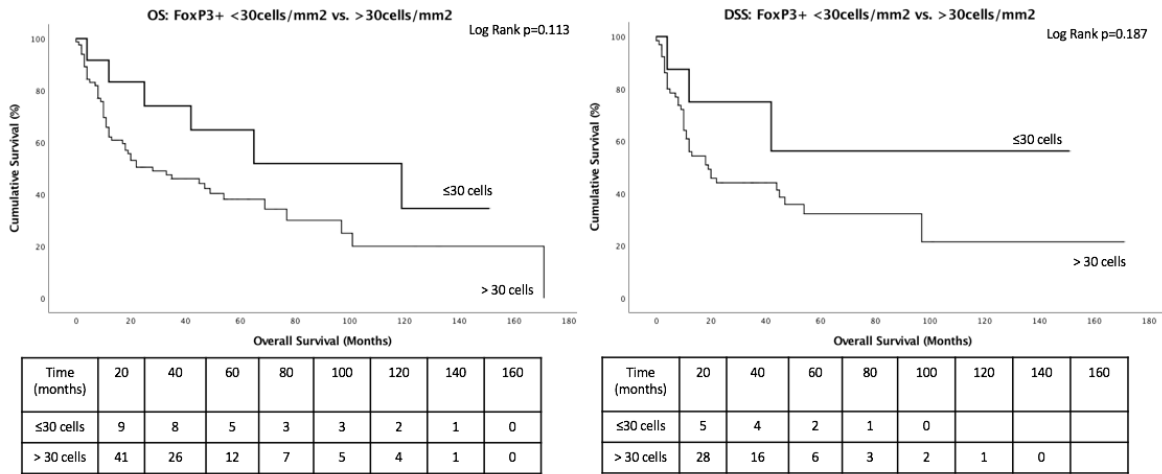 OS: FoxP3+ <30cells/mm2 vs. >30cells/mm2
Log Rank p=0.113
Cumulative Survival (%)
100
80
60
40
20
0
≤30 cells
> 30 cells
0 20 40 60 80 100 120 140 160 180
Overall Survival (Months)
Time (months) 20 40 60 80 100 120 140 160
≤30 cells 9 8 5 3 3 2 1 0
> 30 cells 41 26 12 7 5 4 1 0
DSS: FoxP3+ <30cells/mm2 vs. >30cells/mm2
Log Rank p=0.187
Cumulative Survival (%)
100
80
60
40
20
0
≤30 cells
> 30 cells
0 20 40 60 80 100 120 140 160 180
Overall Survival (Months)
Time (months) 20 40 60 80 100 120 140 160
≤30 cells 5 4 2 1 0
> 30 cells 28 16 6 3 2 1 0